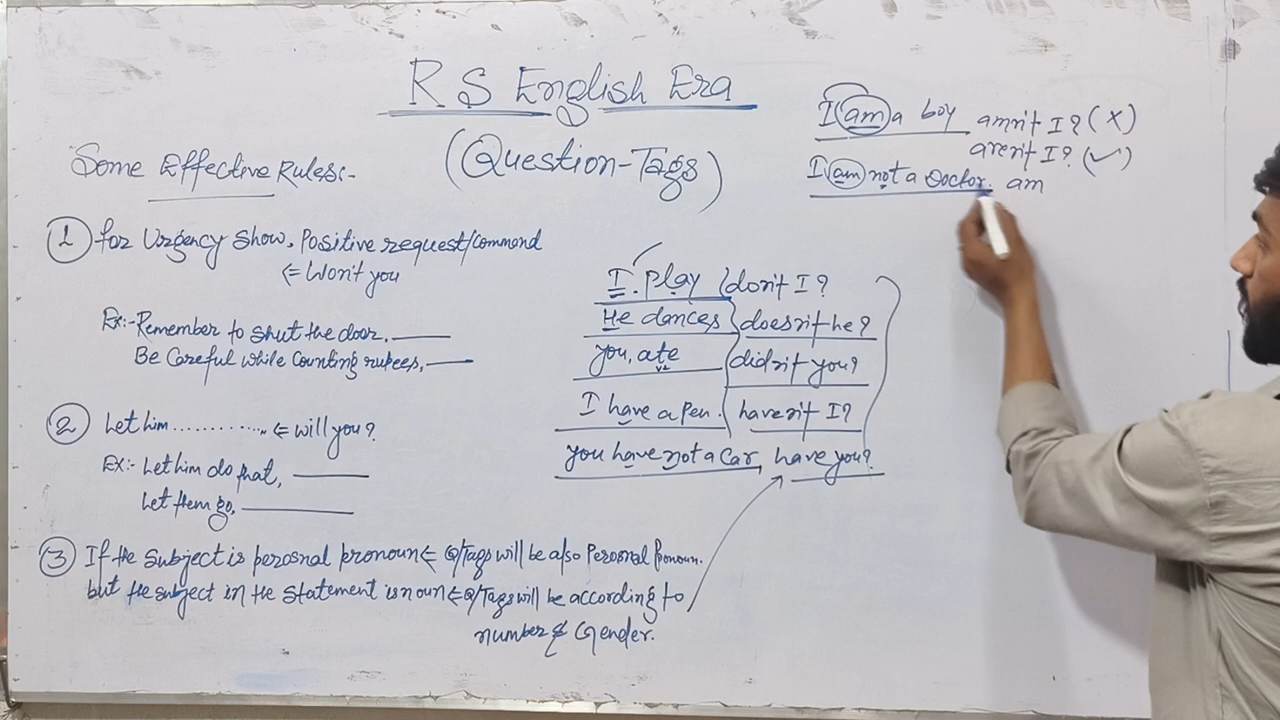 R S English Era
(Question-Tags)
Some Effective Rules:-
1 for Urgency show, Positive request/Command
<= Won't you
Ex:- Remember to shut the door. ____
Be Careful while Counting rupees, ____
2 Let him ............ <= will you?
Ex:- Let him do that, ____
Let them go, ____
3 If the Subject is perosnal pronoun <= Q/Tags will be also Personal Pronoun.
but the subject in the Statement is noun <= Q/Tags will be according to
number & Gender.
I play don't I?
He dances doesn't he?
you, ate didn't you?
V2
I have a pen. haven't I?
you have not a Car, have you?
I am a boy amn't I? (×)
aren't I? (✓)
I am not a Doctor. am